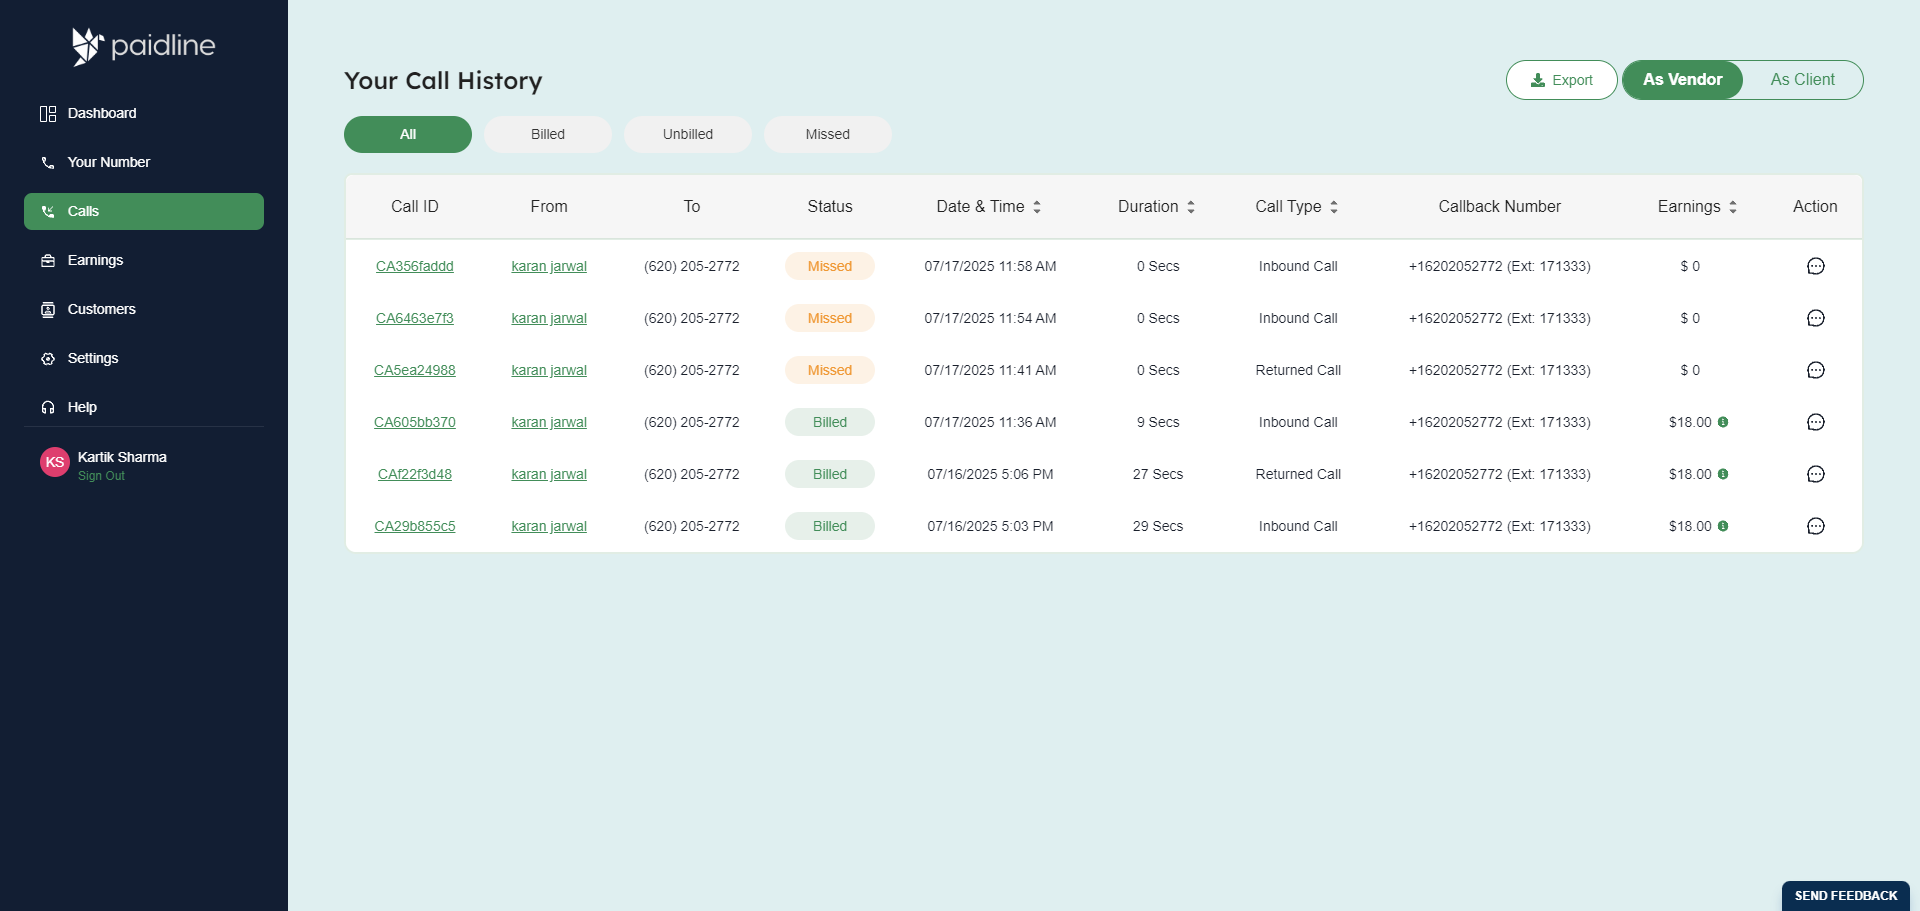 paidline
Dashboard
Your Number
Calls
Earnings
Customers
Settings
Help
KS
Kartik Sharma
Sign Out
Your Call History
Export
As Vendor
As Client
All
Billed
Unbilled
Missed
Call ID From To Status Date & Time Duration Call Type Callback Number Earnings Action
CA356faddd karan jarwal (620) 205-2772 Missed 07/17/2025 11:58 AM 0 Secs Inbound Call +16202052772 (Ext: 171333) $ 0
CA6463e7f3 karan jarwal (620) 205-2772 Missed 07/17/2025 11:54 AM 0 Secs Inbound Call +16202052772 (Ext: 171333) $ 0
CA5ea24988 karan jarwal (620) 205-2772 Missed 07/17/2025 11:41 AM 0 Secs Returned Call +16202052772 (Ext: 171333) $ 0
CA605bb370 karan jarwal (620) 205-2772 Billed 07/17/2025 11:36 AM 9 Secs Inbound Call +16202052772 (Ext: 171333) $18.00
CAf22f3d48 karan jarwal (620) 205-2772 Billed 07/16/2025 5:06 PM 27 Secs Returned Call +16202052772 (Ext: 171333) $18.00
CA29b855c5 karan jarwal (620) 205-2772 Billed 07/16/2025 5:03 PM 29 Secs Inbound Call +16202052772 (Ext: 171333) $18.00
SEND FEEDBACK